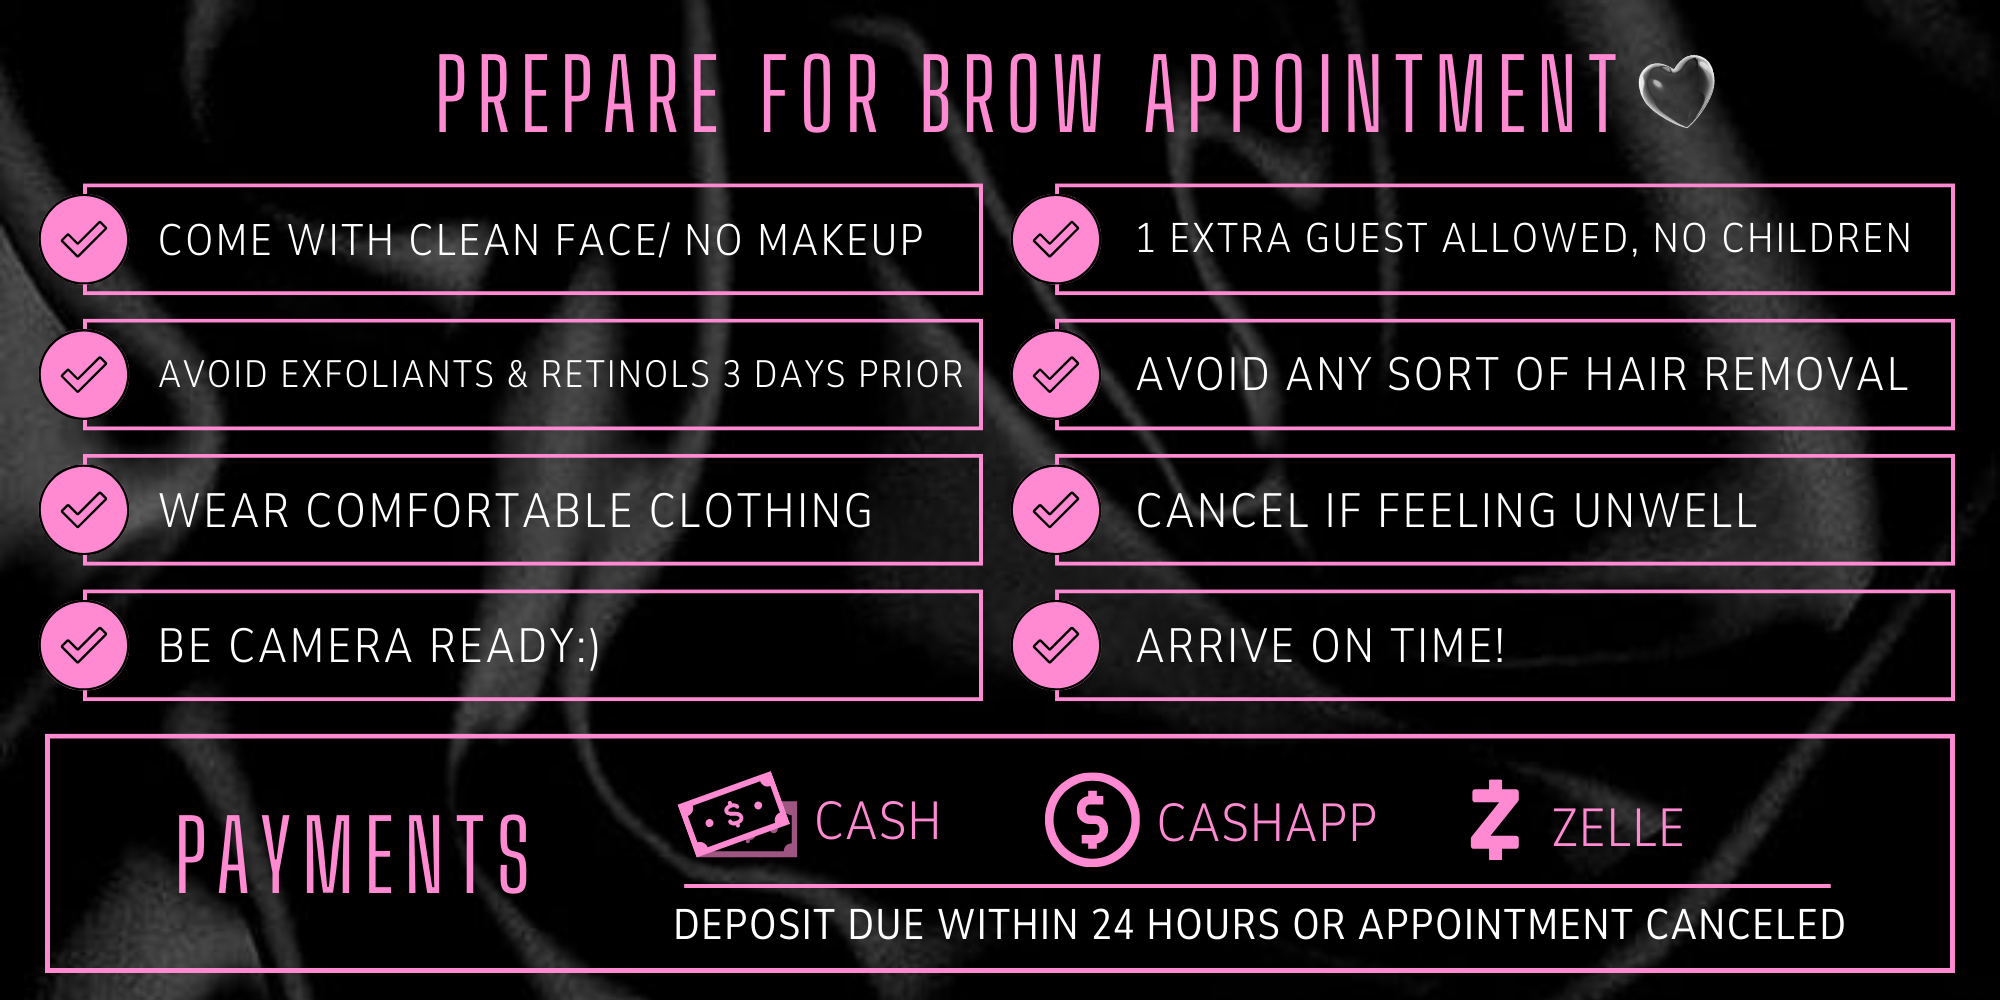 PREPARE FOR BROW APPOINTMENT
COME WITH CLEAN FACE/ NO MAKEUP
AVOID EXFOLIANTS & RETINOLS 3 DAYS PRIOR
WEAR COMFORTABLE CLOTHING
BE CAMERA READY:)
1 EXTRA GUEST ALLOWED, NO CHILDREN
AVOID ANY SORT OF HAIR REMOVAL
CANCEL IF FEELING UNWELL
ARRIVE ON TIME!
PAYMENTS
CASH
CASHAPP
ZELLE
DEPOSIT DUE WITHIN 24 HOURS OR APPOINTMENT CANCELED